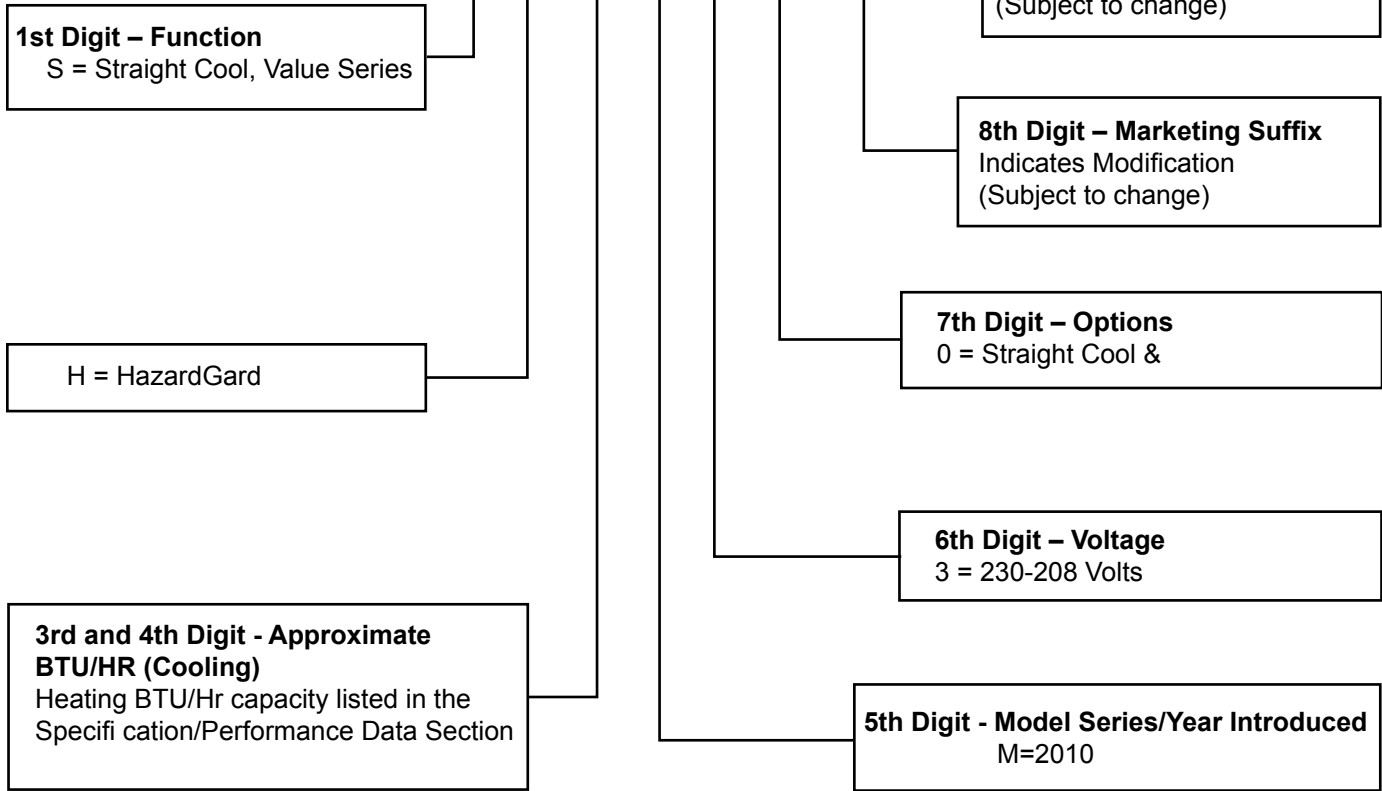 (Subject to change)
1st Digit – Function
S = Straight Cool, Value Series
8th Digit – Marketing Suffix
Indicates Modification
(Subject to change)
7th Digit – Options
0 = Straight Cool &
H = HazardGard
6th Digit – Voltage
3 = 230-208 Volts
3rd and 4th Digit - Approximate
BTU/HR (Cooling)
Heating BTU/Hr capacity listed in the
Specifi cation/Performance Data Section
5th Digit - Model Series/Year Introduced
M=2010